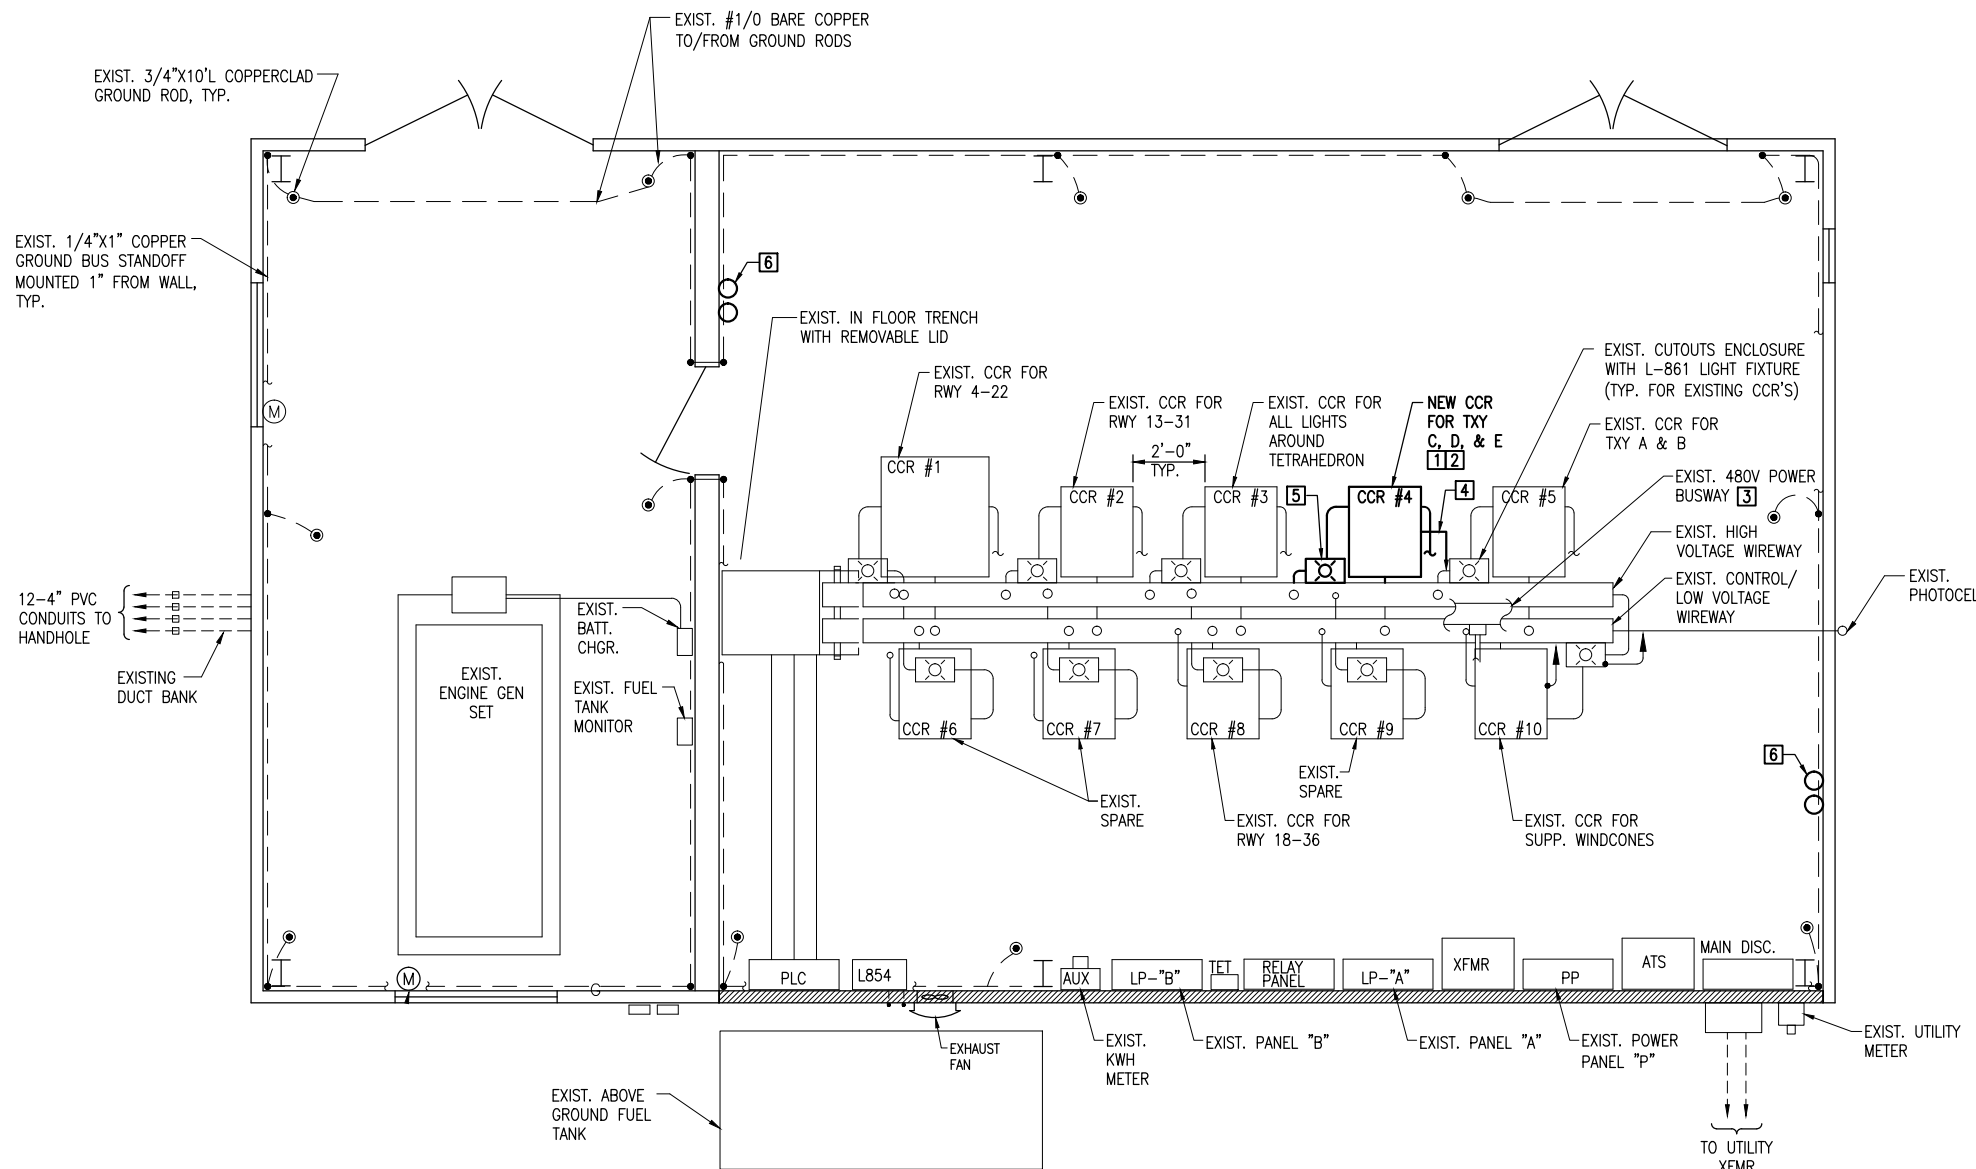 EXIST. #1/0 BARE COPPER
TO/FROM GROUND RODS
EXIST. 3/4"X10'L COPPERCLAD
GROUND ROD, TYP.
EXIST. 1/4"X1" COPPER
GROUND BUS STANDOFF
MOUNTED 1" FROM WALL,
TYP.
6
EXIST. IN FLOOR TRENCH
WITH REMOVABLE LID
EXIST. CCR FOR
RWY 4-22
EXIST. CCR FOR
RWY 13-31
2'-0"
TYP.
EXIST. CCR FOR
ALL LIGHTS
AROUND
TETRAHEDRON
NEW CCR
FOR TXY
C, D, & E
1 2
EXIST. CUTOUTS ENCLOSURE
WITH L-861 LIGHT FIXTURE
(TYP. FOR EXISTING CCR'S)
EXIST. CCR FOR
TXY A & B
EXIST. 480V POWER
BUSWAY 3
EXIST. HIGH
VOLTAGE WIREWAY
EXIST. CONTROL/
LOW VOLTAGE
WIREWAY
EXIST.
PHOTOCEL
M
CCR #1
CCR #2
CCR #3
5
CCR #4
4
CCR #5
12-4" PVC
CONDUITS TO
HANDHOLE
EXISTING
DUCT BANK
EXIST.
ENGINE GEN
SET
EXIST.
BATT.
CHGR.
EXIST. FUEL
TANK
MONITOR
CCR #6
CCR #7
CCR #8
CCR #9
CCR #10
EXIST.
SPARE
EXIST. CCR FOR
RWY 18-36
EXIST.
SPARE
EXIST. CCR FOR
SUPP. WINDCONES
6
M
G
PLC
L854
AUX
LP-"B"
TET
RELAY
PANEL
LP-"A"
XFMR
PP
ATS
MAIN DISC.
EXHAUST
FAN
EXIST.
KWH
METER
EXIST. PANEL "B"
EXIST. PANEL "A"
EXIST. POWER
PANEL "P"
EXIST. UTILITY
METER
EXIST. ABOVE
GROUND FUEL
TANK
TO UTILITY
XFMR